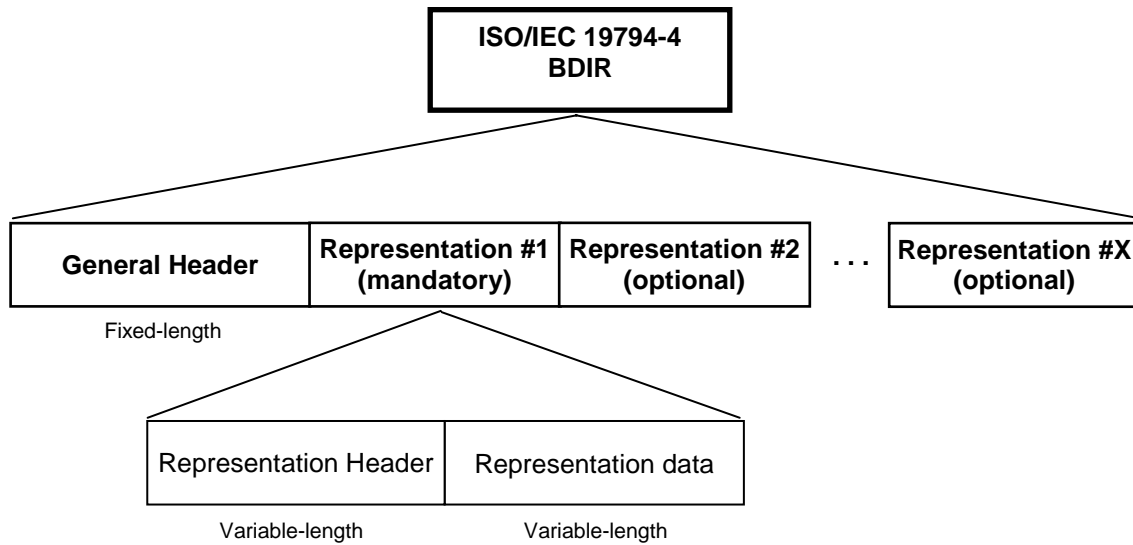 ISO/IEC 19794-4
BDIR
General Header
Representation #1
(mandatory)
Representation #2
(optional)
. . .
Representation #X
(optional)
Fixed-length
Representation Header
Representation data
Variable-length
Variable-length